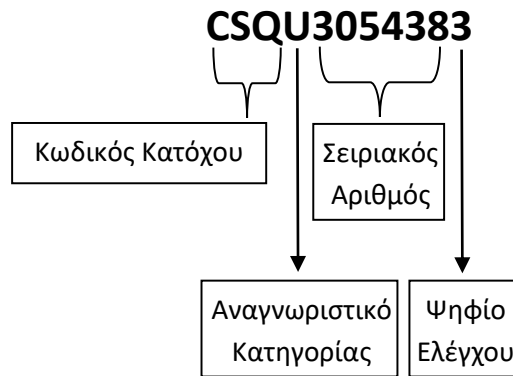 CSQU3054383
Κωδικός Κατόχου
Σειριακός
Αριθμός
Αναγνωριστικό
Κατηγορίας
Ψηφίο
Ελέγχου